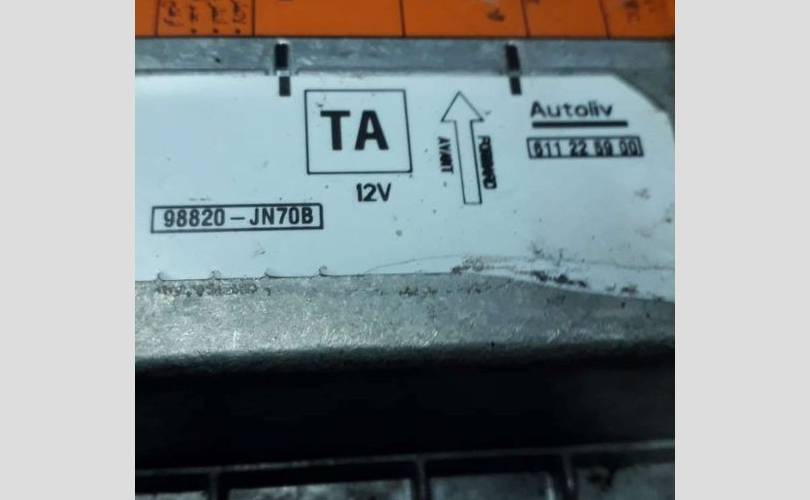 TA
12V
AVANT
FORWARD
Autoliv
611 22 59 00
98820-JN70B